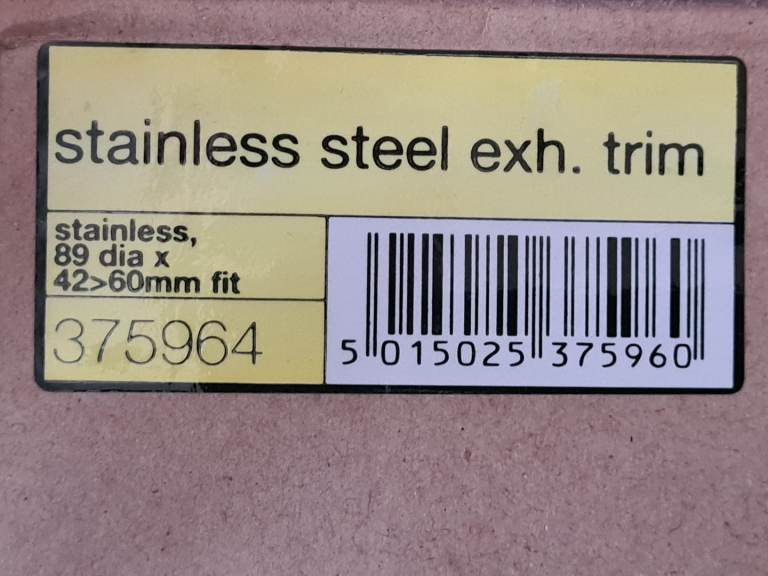 stainless steel exh. trim
stainless,
89 dia x
42>60mm fit
375964
5 015025 375960